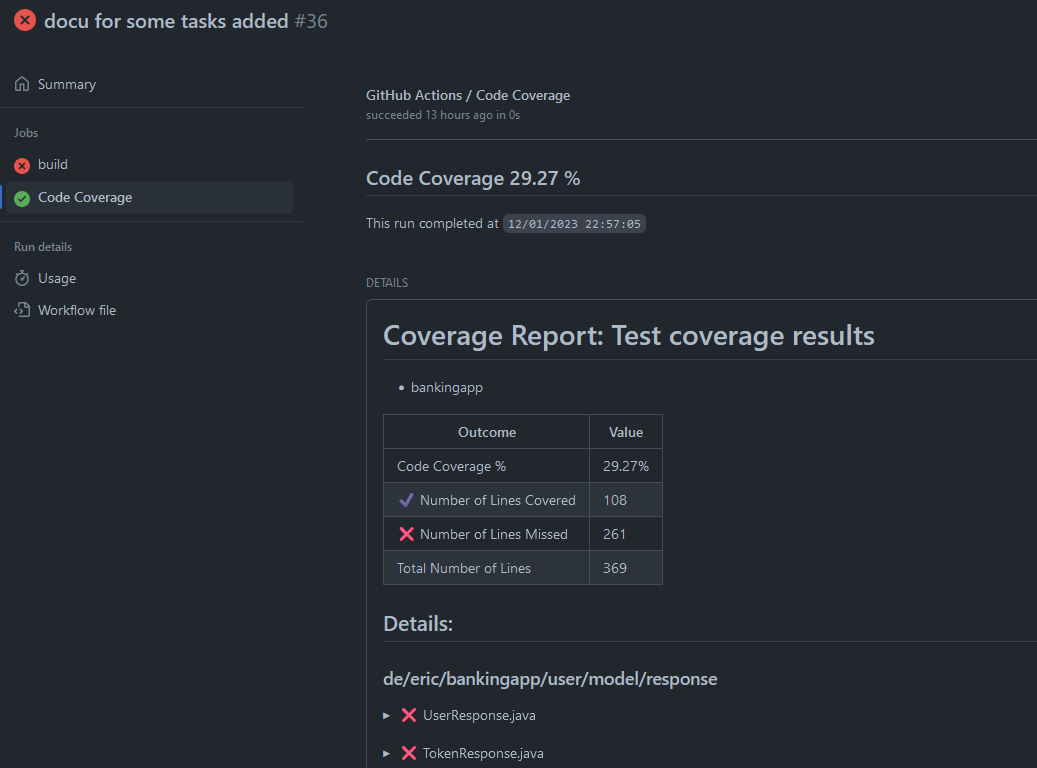 docu for some tasks added #36
Summary
Jobs
build
Code Coverage
Run details
Usage
Workflow file
GitHub Actions / Code Coverage
succeeded 13 hours ago in 0s
Code Coverage 29.27 %
This run completed at 12/01/2023 22:57:05
DETAILS
Coverage Report: Test coverage results
• bankingapp
Outcome Value
Code Coverage % 29.27%
Number of Lines Covered 108
Number of Lines Missed 261
Total Number of Lines 369
Details:
de/eric/bankingapp/user/model/response
UserResponse.java
TokenResponse.java